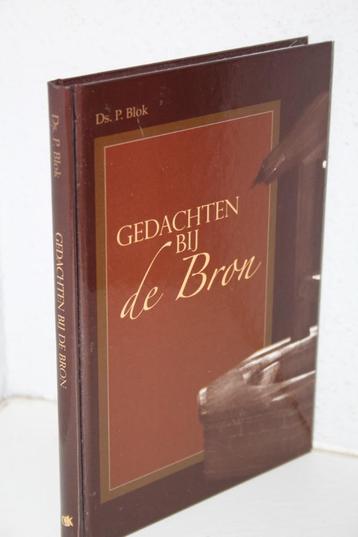 Ds. P. Blok
GEDACHTEN
BIJ
de Bron
Ds. P. Blok
GEDACHTEN BIJ DE BRON